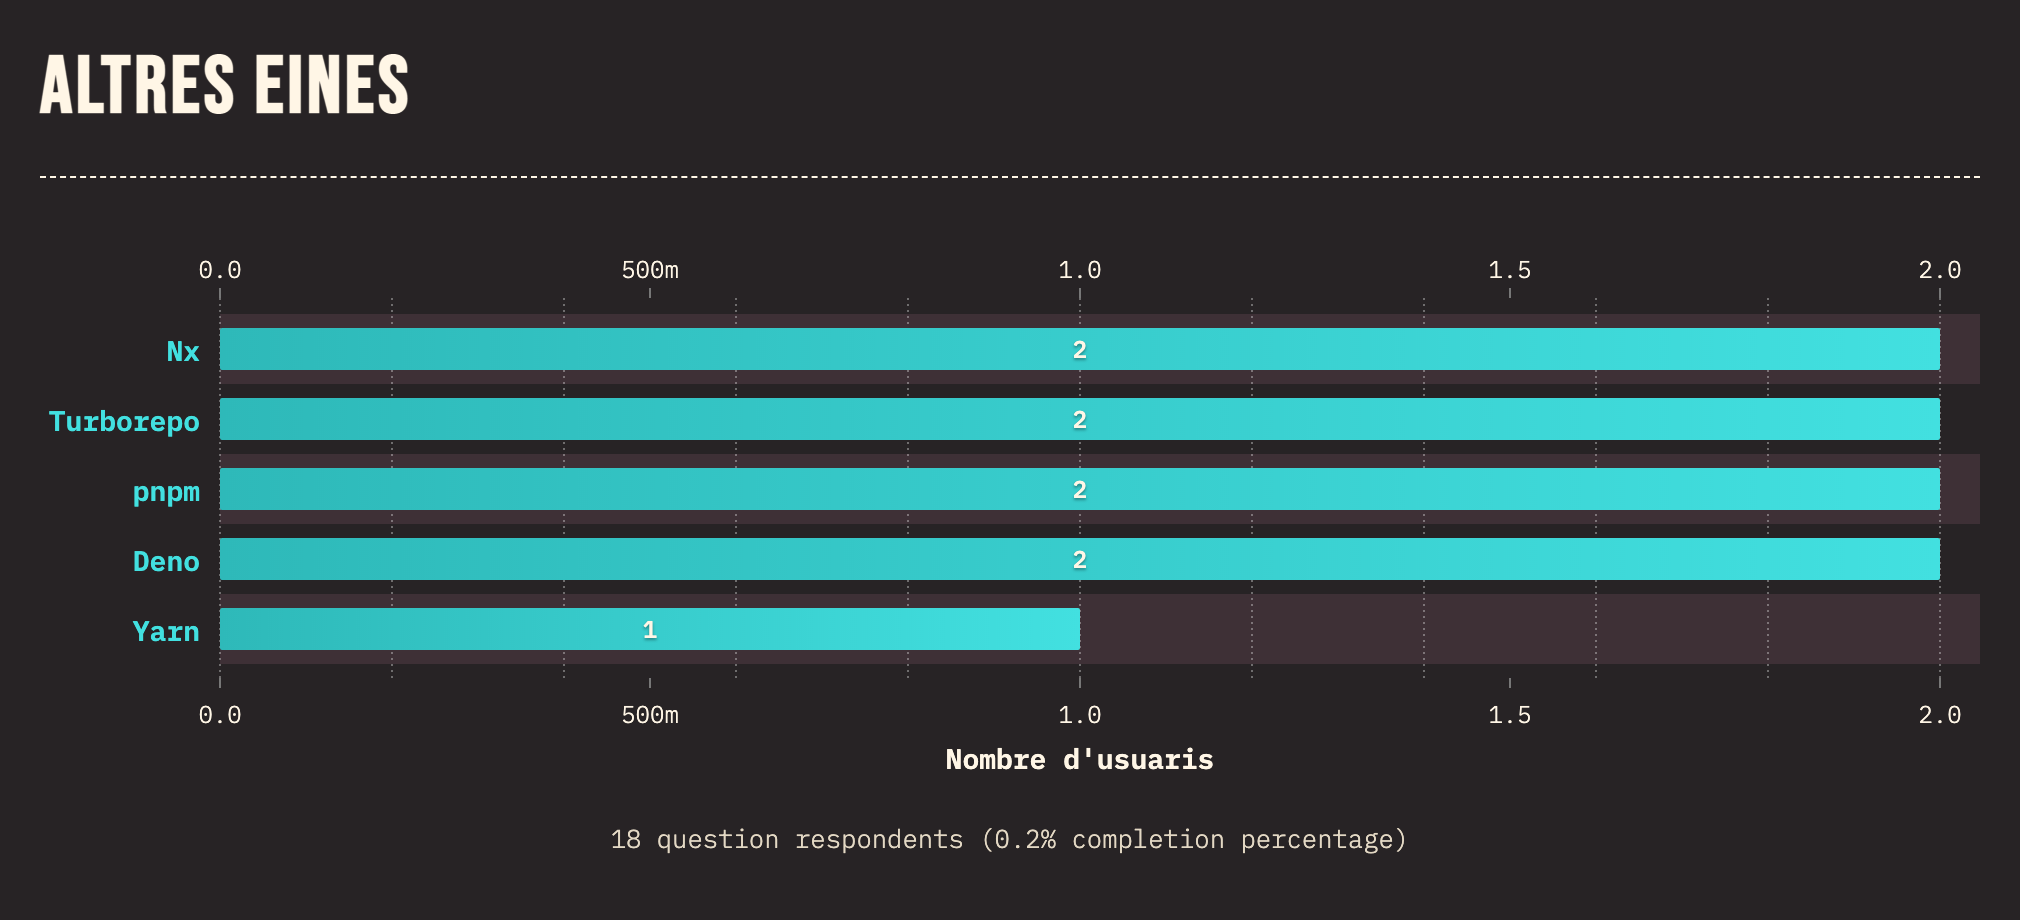 ALTRES EINES
0.0 500m 1.0 1.5 2.0
Nx 2
Turborepo 2
pnpm 2
Deno 2
Yarn 1
0.0 500m 1.0 1.5 2.0
Nombre d'usuaris
18 question respondents (0.2% completion percentage)